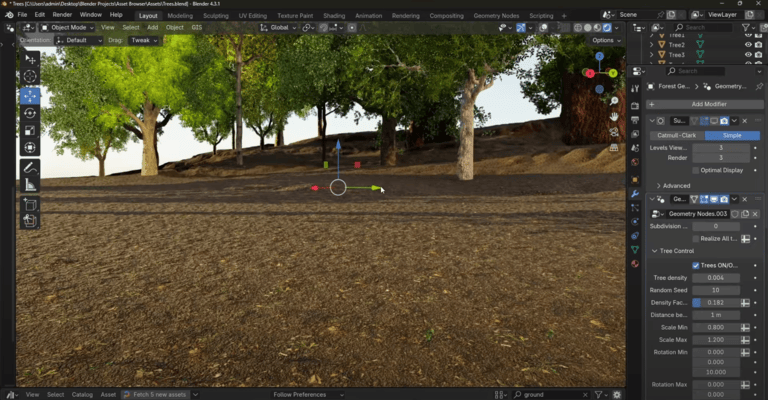 * Trees [C:\Users\admin\Desktop\Blender Projects\Asset Browser\Assets\Trees.blend] - Blender 4.3.1
File Edit Render Window Help Layout Modeling Sculpting UV Editing Texture Paint Shading Animation Rendering Compositing Geometry Nodes Scripting Scene ViewLayer
Object Mode View Select Add Object GIS Global
Orientation: Default Drag: Tweak Options
Tree2
Tree3
Search
Forest Ge... Geometry...
Add Modifier
Su...
Catmull-Clark Simple
Levels View... 3
Render 3
Optimal Display
Advanced
Ge...
Geometry Nodes.003
Subdivision ... 0
Realize All t...
Tree Control
Trees ON/O...
Tree density 0.004
Random Seed 10
Density Fac... 0.182
Distance be... 1 m
Scale Min 0.800
Scale Max 1.200
Rotation Min 0.000
0.000
10.000
Rotation Max 0.000
0.000
View Select Catalog Asset Fetch 5 new assets Follow Preferences ground